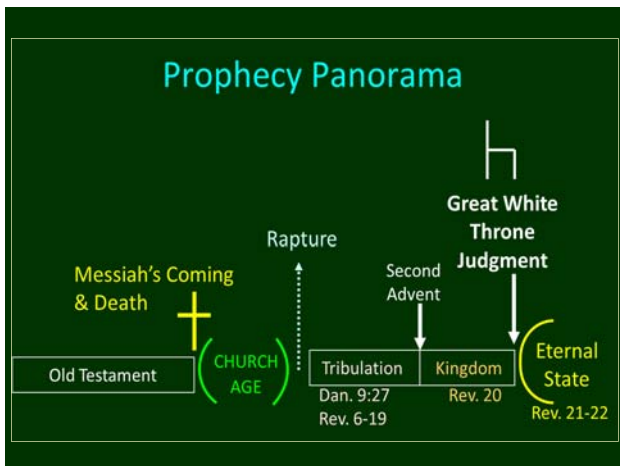 Prophecy Panorama
Great White
Throne
Judgment
Rapture
Second
Advent
Messiah's Coming
& Death
Old Testament
CHURCH
AGE
Tribulation
Kingdom
Eternal
State
Dan. 9:27
Rev. 6-19
Rev. 20
Rev. 21-22